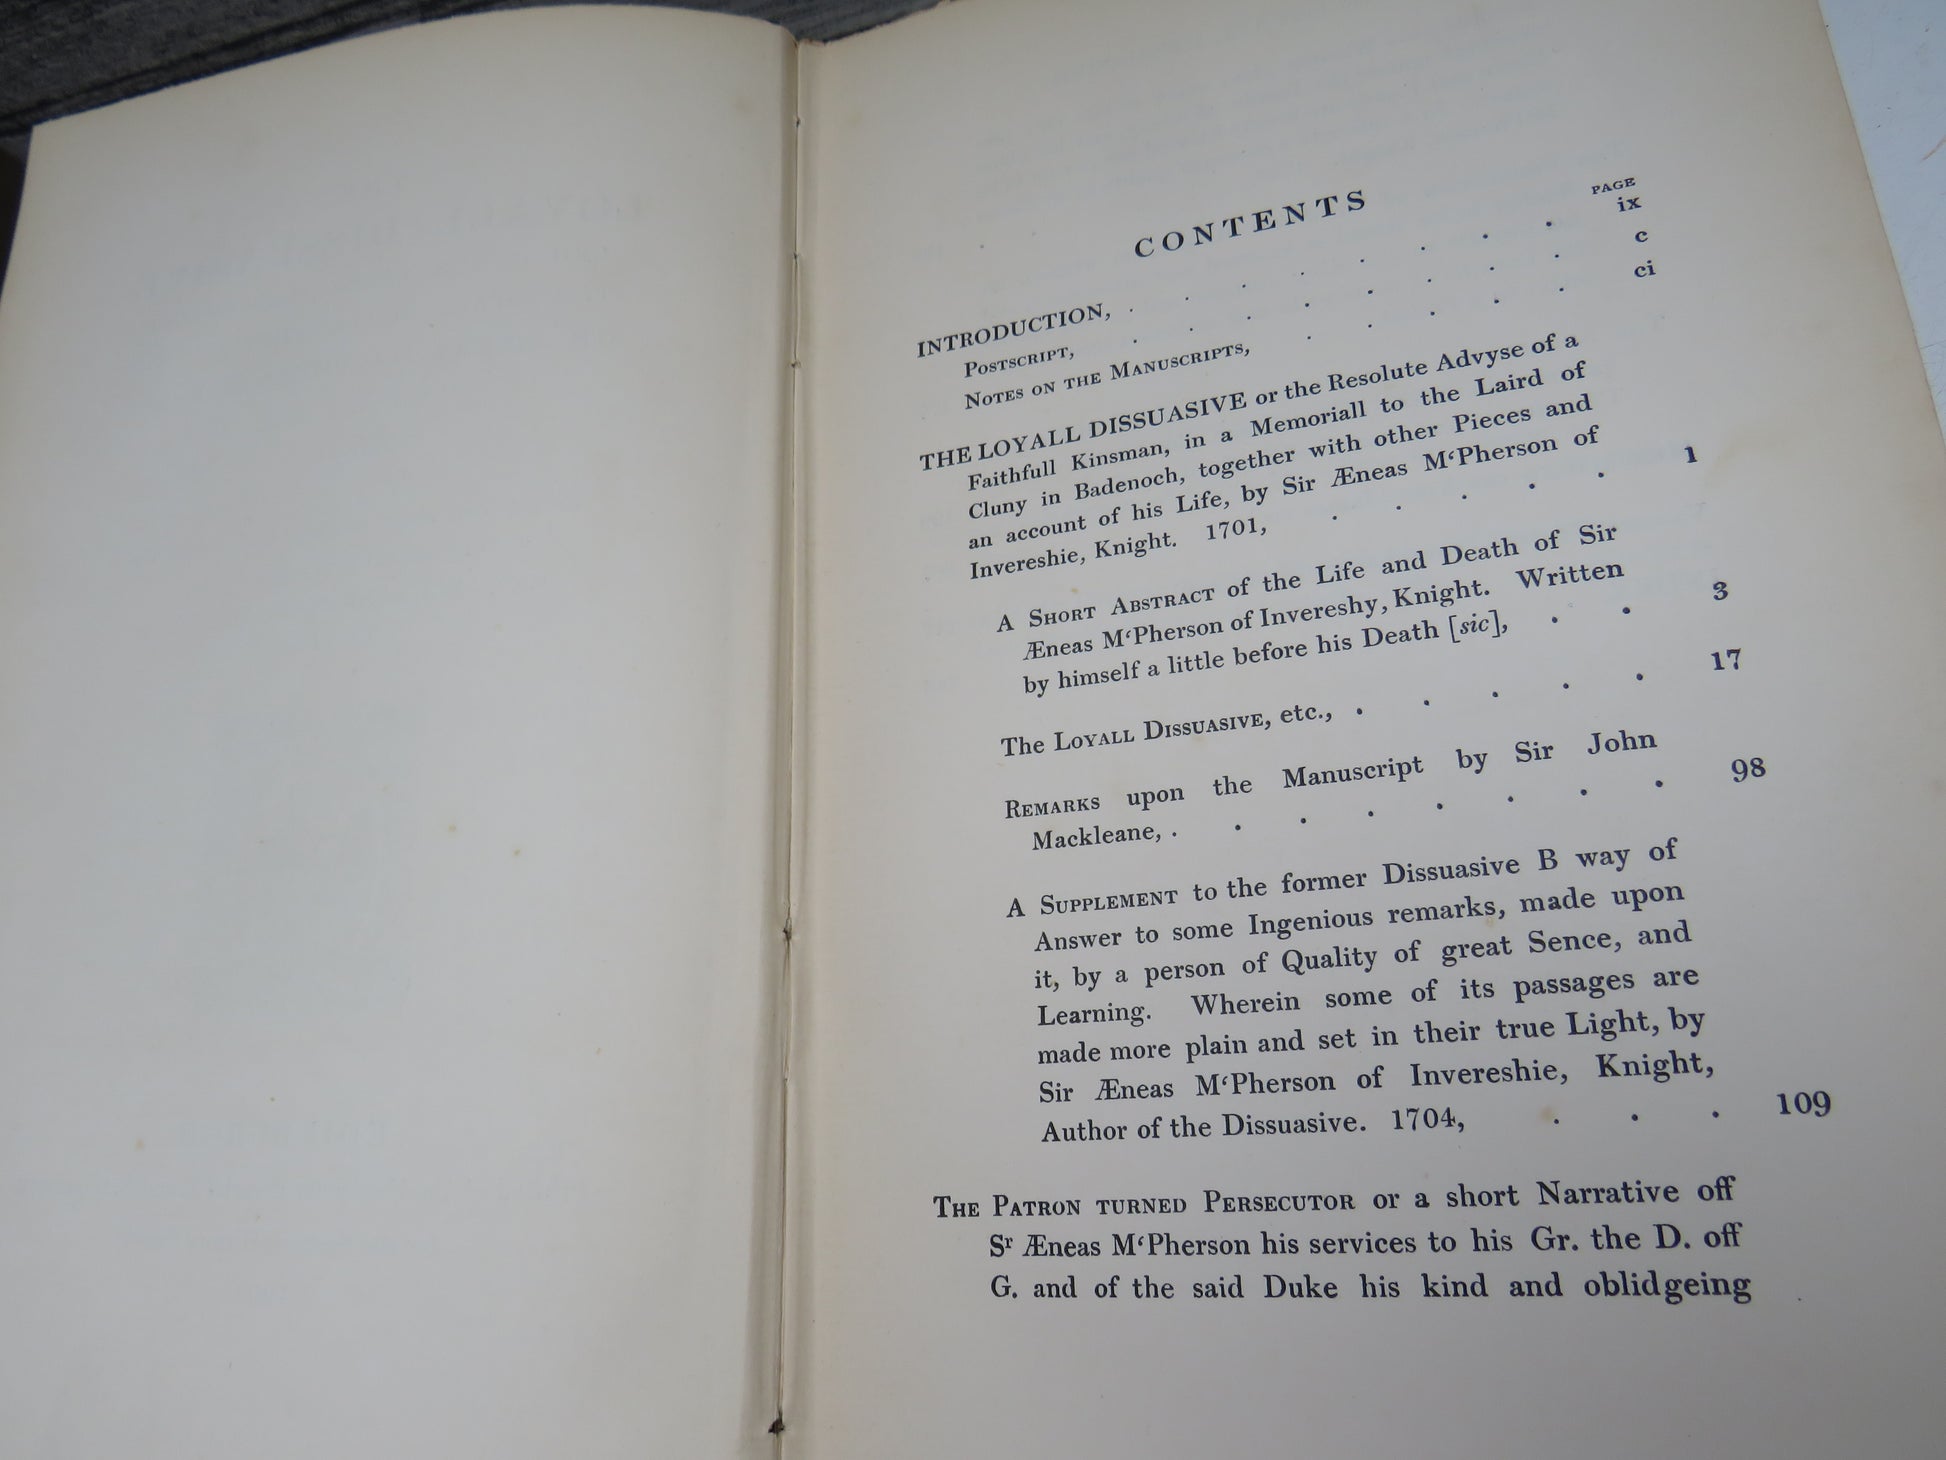 CONTENTS
PAGE
INTRODUCTION, . . . . . . . . ix
POSTSCRIPT, . . . . . . . . c
NOTES ON THE MANUSCRIPTS, . . . . . ci
THE LOYALL DISSUASIVE or the Resolute Advyse of a
Faithfull Kinsman, in a Memoriall to the Laird of
Cluny in Badenoch, together with other Pieces and
an account of his Life, by Sir Æneas M‘Pherson of
Invereshie, Knight. 1701, . . . . . 1
A SHORT ABSTRACT of the Life and Death of Sir
Æneas M‘Pherson of Invereshy, Knight. Written
by himself a little before his Death [sic], . . 3
The LOYALL DISSUASIVE, etc., . . . . . 17
REMARKS upon the Manuscript by Sir John
Mackleane, . . . . . . . . 98
A SUPPLEMENT to the former Dissuasive B way of
Answer to some Ingenious remarks, made upon
it, by a person of Quality of great Sence, and
Learning. Wherein some of its passages are
made more plain and set in their true Light, by
Sir Æneas M‘Pherson of Invereshie, Knight,
Author of the Dissuasive. 1704, . . . 109
THE PATRON TURNED PERSECUTOR or a short Narrative off
Sr Æneas M‘Pherson his services to his Gr. the D. off
G. and of the said Duke his kind and oblidgeing